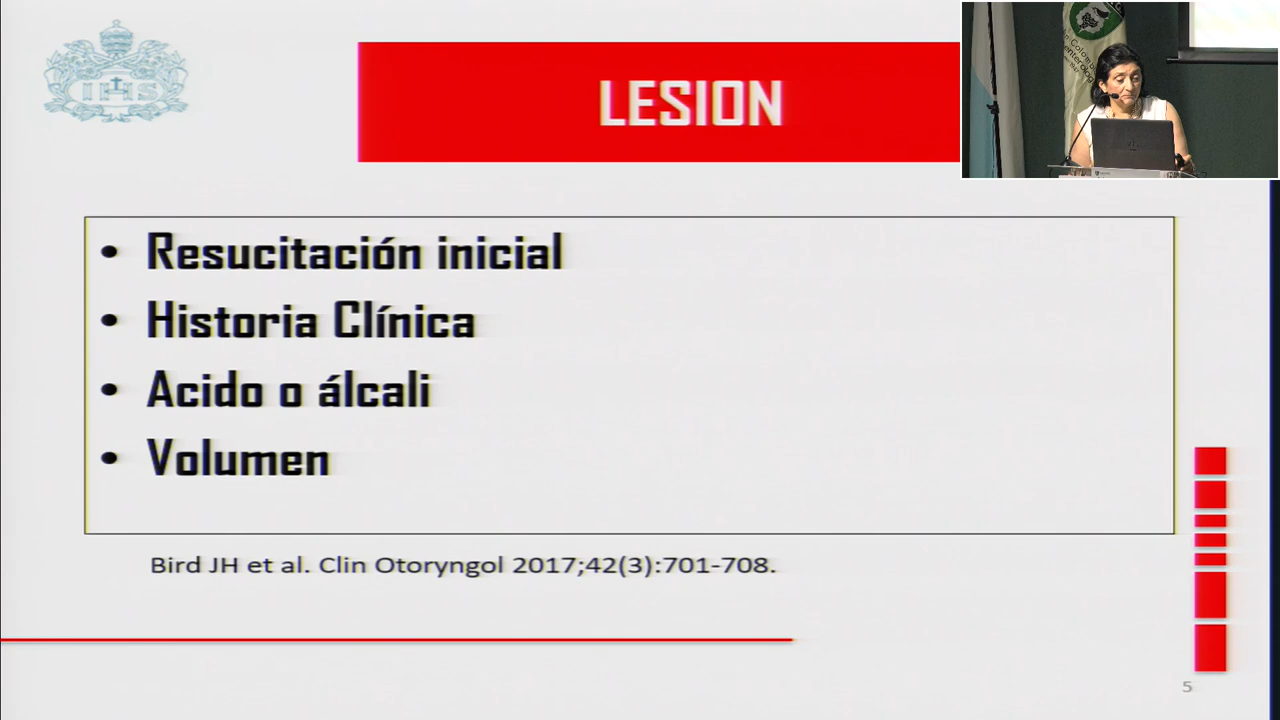 IHS
LESION
• Resucitación inicial
• Historia Clínica
• Acido o álcali
• Volumen
Bird JH et al. Clin Otoryngol 2017;42(3):701-708.
5